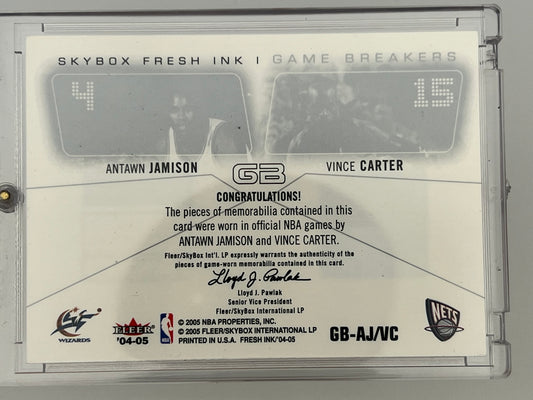 SKYBOX FRESH INK | GAME BREAKERS
4
15
ANTAWN JAMISON
GB
VINCE CARTER
CONGRATULATIONS!
The pieces of memorabilia contained in this
card were worn in official NBA games by
ANTAWN JAMISON and VINCE CARTER.
Fleer/SkyBox Int'l. LP expressly warrants the authenticity of the
pieces of game-worn memorabilia contained in this card.
Lloyd J. Pawlak
Lloyd J. Pawlak
Senior Vice President
Fleer/SkyBox International LP
WIZARDS
FLEER
'04-05
NBA
© 2005 NBA PROPERTIES, INC.
© 2005 FLEER/SKYBOX INTERNATIONAL LP
PRINTED IN U.S.A. FRESH INK/'04-05
GB-AJ/VC
NETS